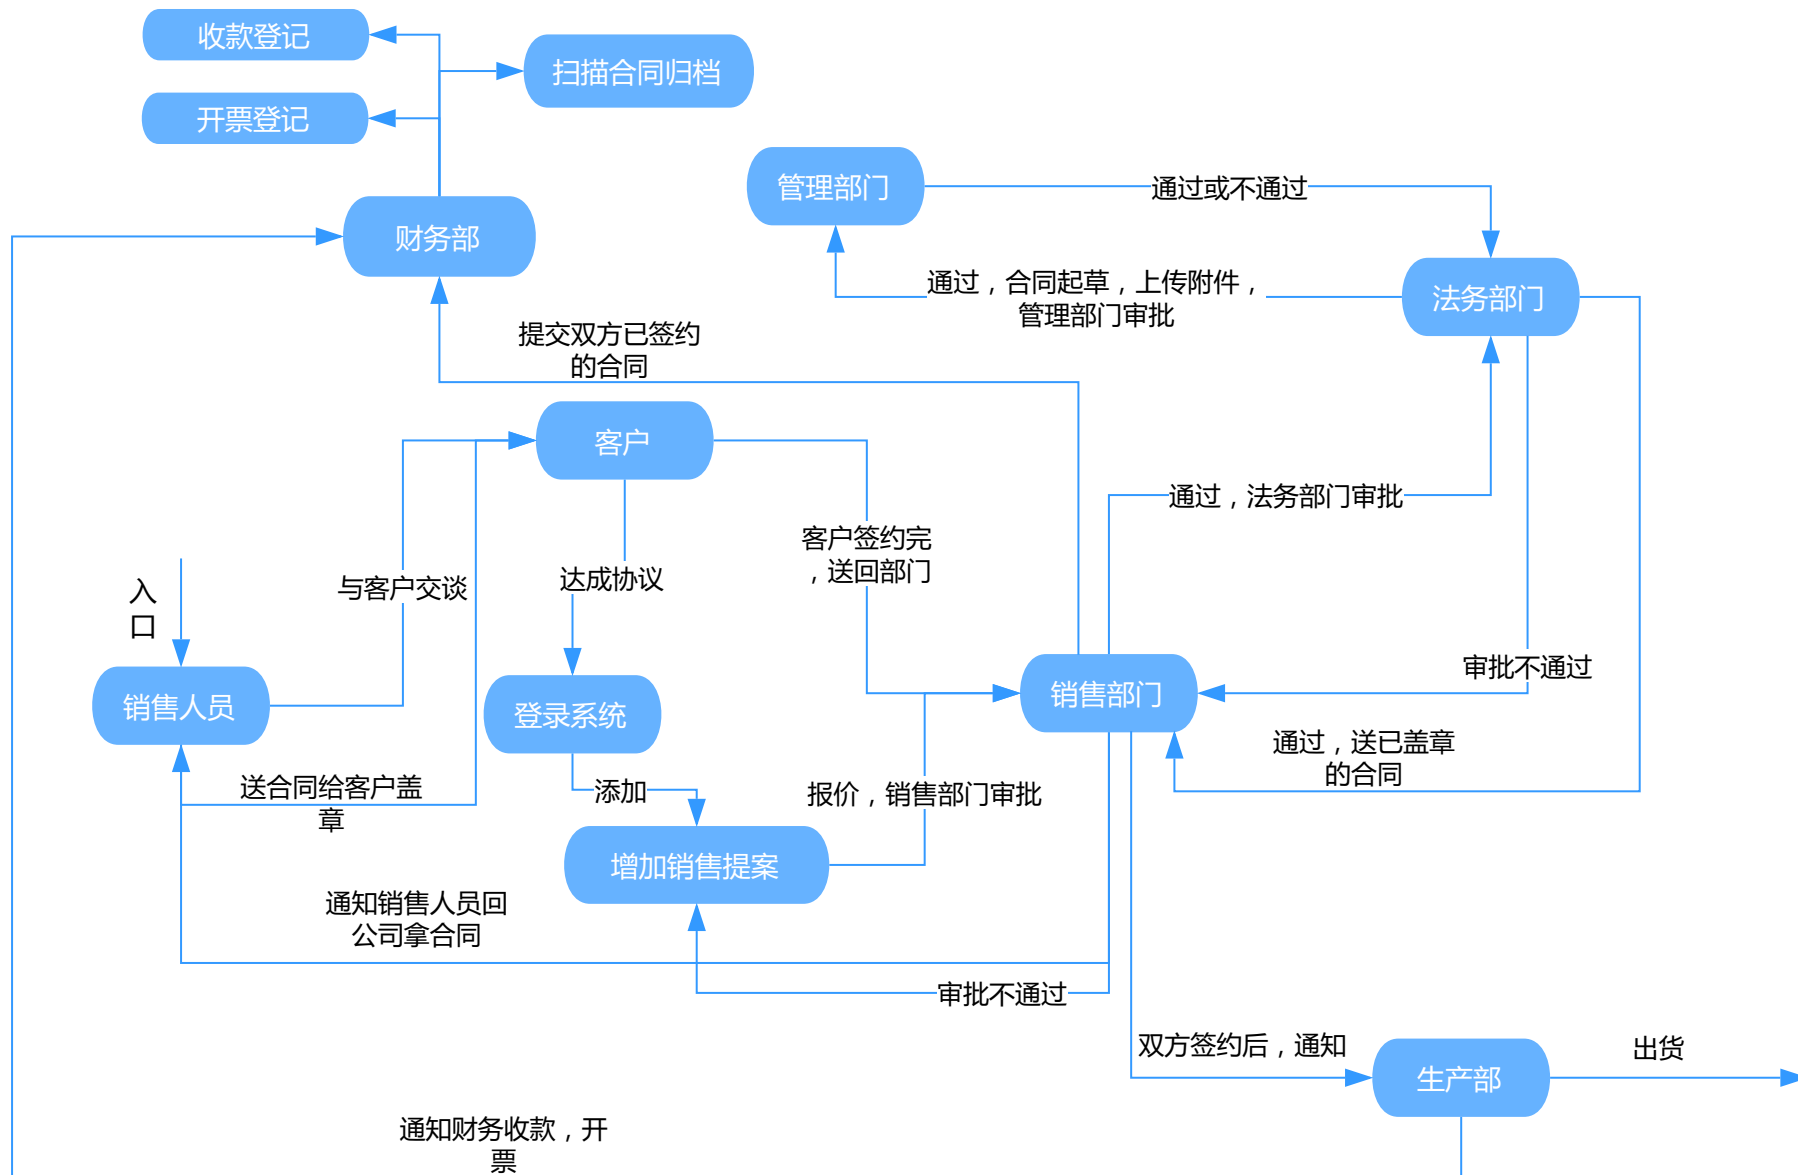 收款登记
扫描合同归档
开票登记
管理部门
通过或不通过
财务部
通过，合同起草，上传附件，
管理部门审批
法务部门
提交双方已签约
的合同
客户
通过，法务部门审批
客户签约完
，送回部门
达成协议
与客户交谈
入
口
审批不通过
销售人员
登录系统
销售部门
通过，送已盖章
的合同
送合同给客户盖
章
添加
报价，销售部门审批
增加销售提案
通知销售人员回
公司拿合同
审批不通过
双方签约后，通知
出货
生产部
通知财务收款，开
票